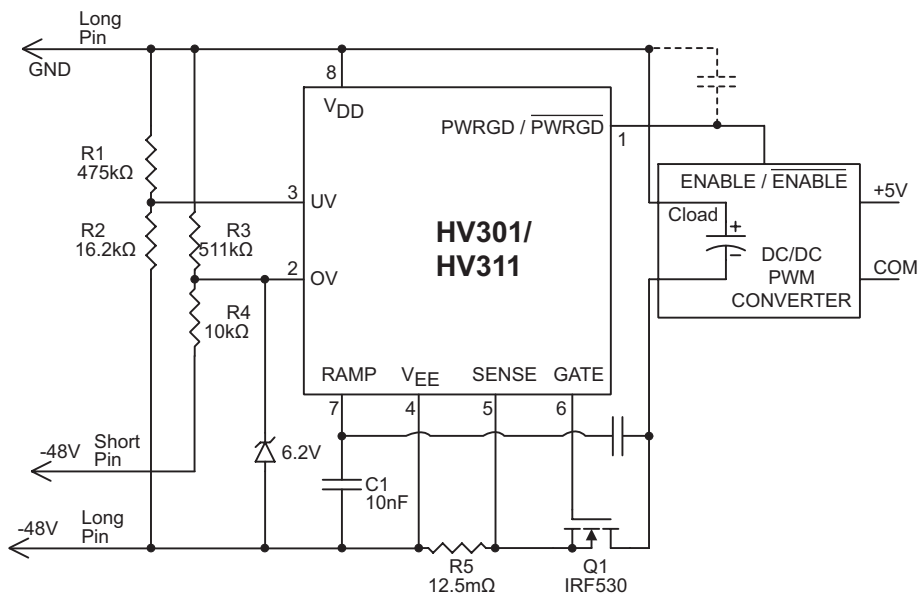 Long
Pin
GND
8
VDD
PWRGD / PWRGD
1
R1
475kΩ
ENABLE / ENABLE
+5V
3
UV
Cload
+
R2
16.2kΩ
R3
511kΩ
HV301/
HV311
−
DC/DC
PWM
CONVERTER
COM
2
OV
R4
10kΩ
RAMP
VEE
SENSE
GATE
7
4
5
6
-48V
Short
Pin
6.2V
C1
10nF
-48V
Long
Pin
R5
12.5mΩ
Q1
IRF530